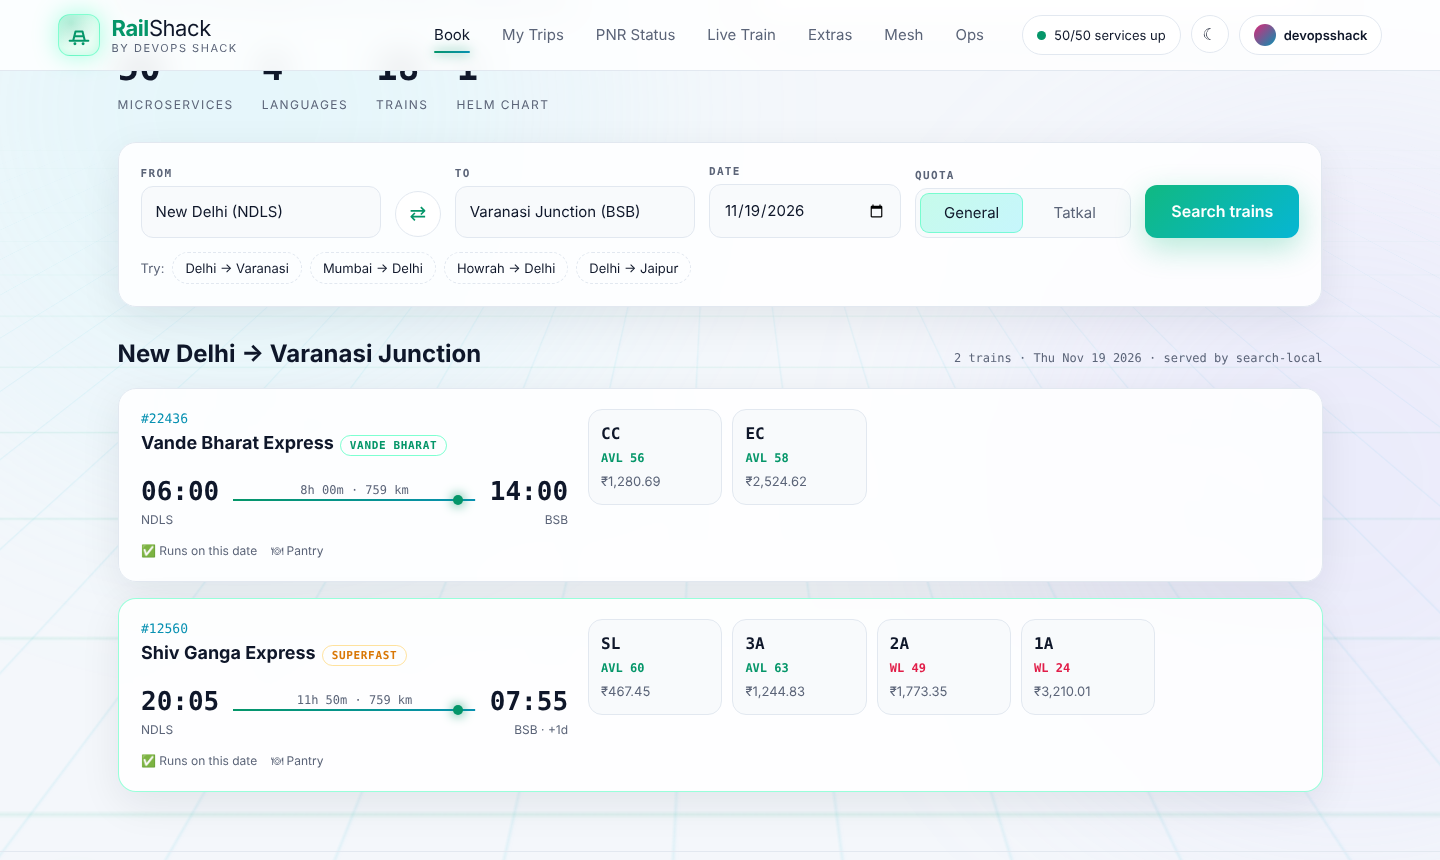 RailShack
BY DEVOPS SHACK
Book
My Trips
PNR Status
Live Train
Extras
Mesh
Ops
50/50 services up
devopsshack
50 4 18 1
MICROSERVICES LANGUAGES TRAINS HELM CHART
FROM
New Delhi (NDLS)
⇄
TO
Varanasi Junction (BSB)
DATE
11/19/2026
QUOTA
General
Tatkal
Search trains
Try: Delhi → Varanasi Mumbai → Delhi Howrah → Delhi Delhi → Jaipur
New Delhi → Varanasi Junction
2 trains · Thu Nov 19 2026 · served by search-local
#22436
Vande Bharat Express VANDE BHARAT
06:00 8h 00m · 759 km 14:00
NDLS BSB
✅ Runs on this date 🍽 Pantry
CC
AVL 56
₹1,280.69
EC
AVL 58
₹2,524.62
#12560
Shiv Ganga Express SUPERFAST
20:05 11h 50m · 759 km 07:55
NDLS BSB · +1d
✅ Runs on this date 🍽 Pantry
SL
AVL 60
₹467.45
3A
AVL 63
₹1,244.83
2A
WL 49
₹1,773.35
1A
WL 24
₹3,210.01